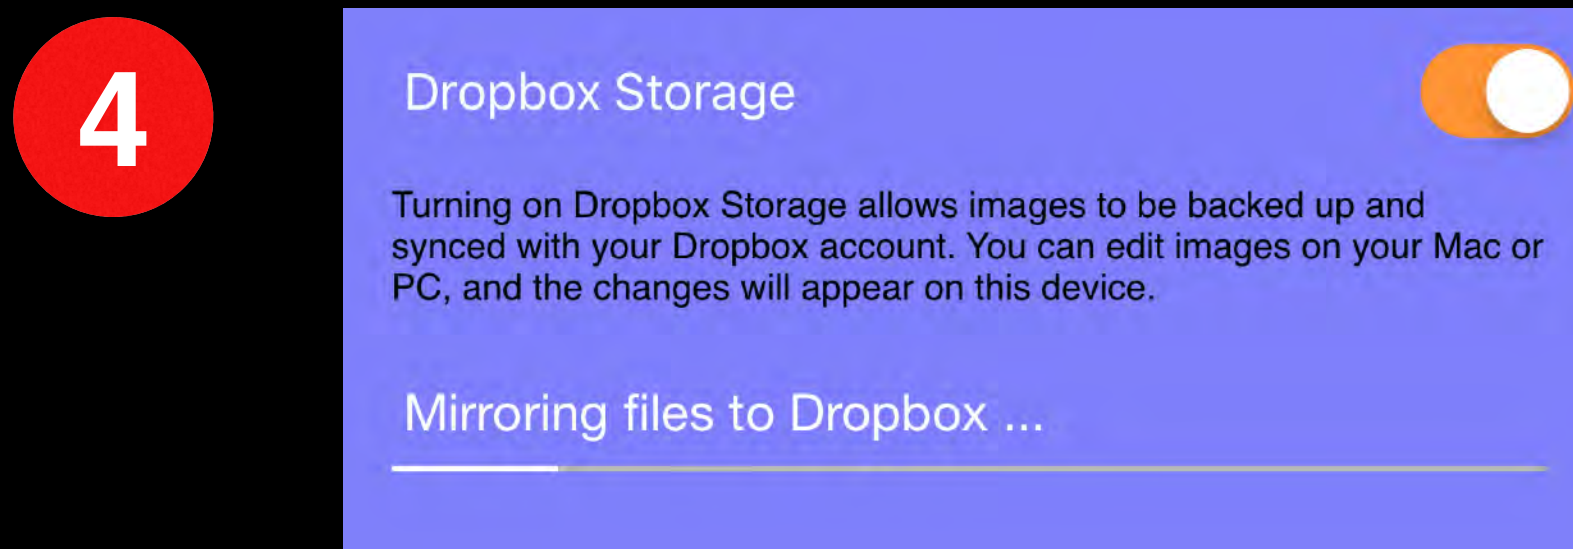 4
Dropbox Storage
Turning on Dropbox Storage allows images to be backed up and
synced with your Dropbox account. You can edit images on your Mac or
PC, and the changes will appear on this device.
Mirroring files to Dropbox ...